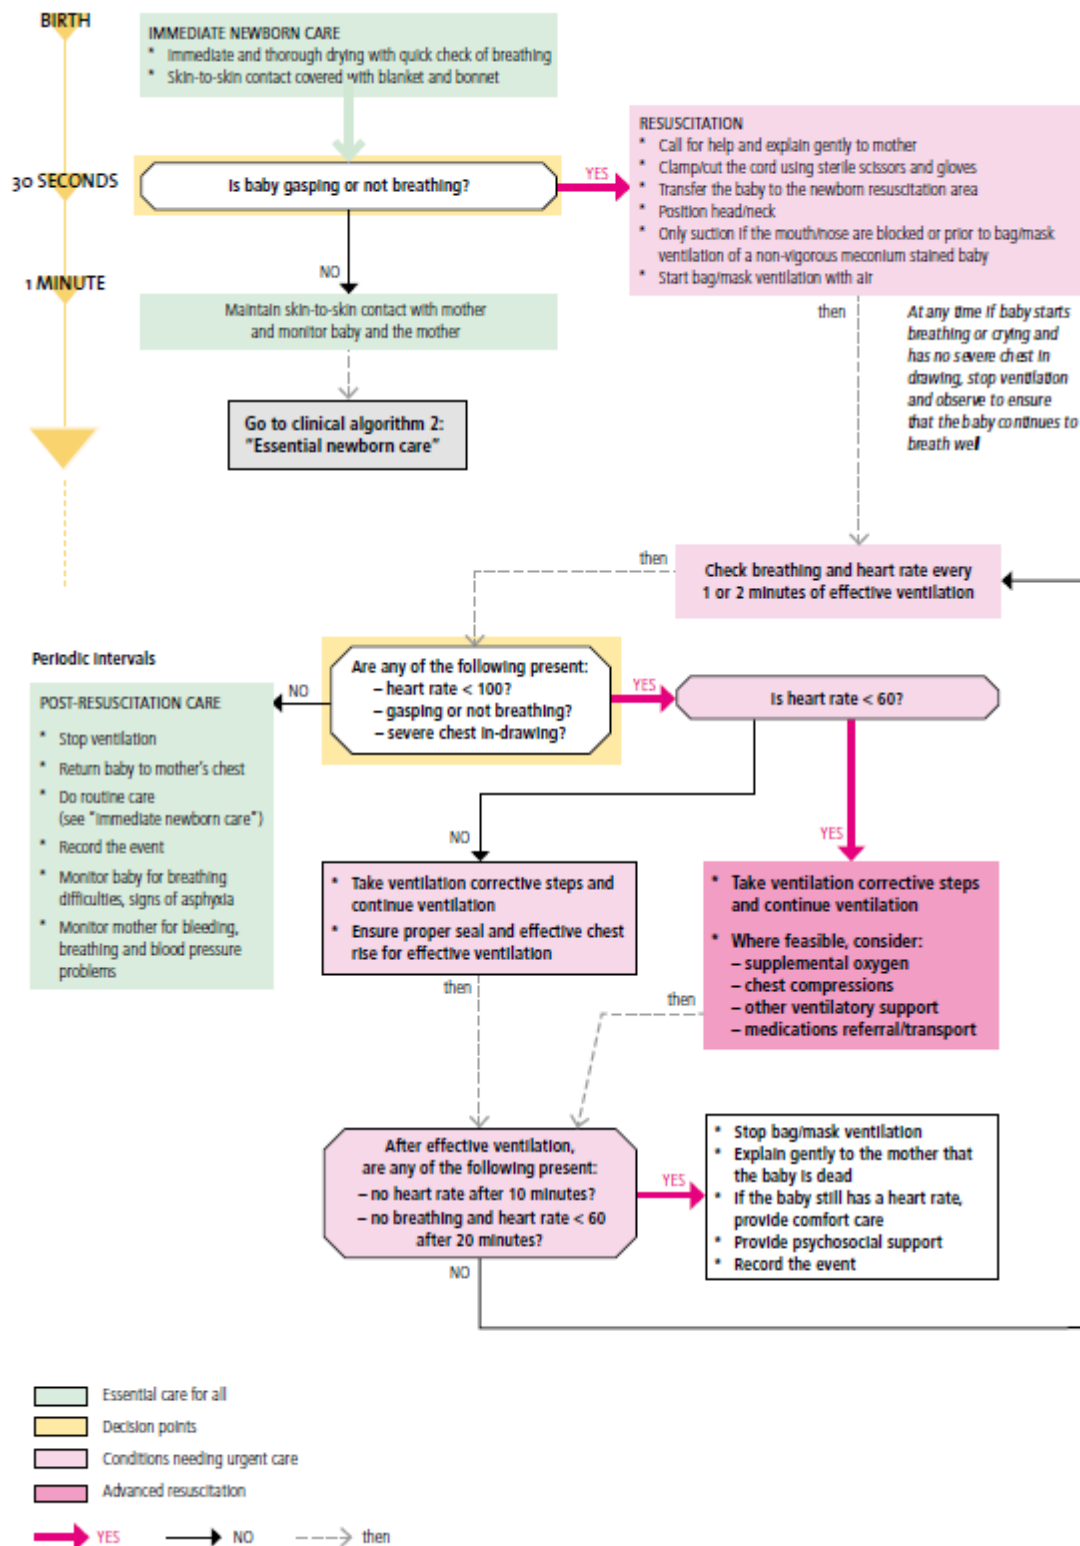 BIRTH
IMMEDIATE NEWBORN CARE
* Immediate and thorough drying with quick check of breathing
* Skin-to-skin contact covered with blanket and bonnet
30 SECONDS
Is baby gasping or not breathing?
YES
RESUSCITATION
* Call for help and explain gently to mother
* Clamp/cut the cord using sterile scissors and gloves
* Transfer the baby to the newborn resuscitation area
* Position head/neck
* Only suction if the mouth/nose are blocked or prior to bag/mask
ventilation of a non-vigorous meconium stained baby
* Start bag/mask ventilation with air
NO
1 MINUTE
Maintain skin-to-skin contact with mother
and monitor baby and the mother
Go to clinical algorithm 2:
"Essential newborn care"
then
At any time if baby starts
breathing or crying and
has no severe chest in
drawing, stop ventilation
and observe to ensure
that the baby continues to
breath well
Check breathing and heart rate every
1 or 2 minutes of effective ventilation
then
Periodic Intervals
Are any of the following present:
– heart rate < 100?
– gasping or not breathing?
– severe chest in-drawing?
NO
YES
Is heart rate < 60?
POST-RESUSCITATION CARE
* Stop ventilation
* Return baby to mother's chest
* Do routine care
(see "Immediate newborn care")
* Record the event
* Monitor baby for breathing
difficulties, signs of asphyxia
* Monitor mother for bleeding,
breathing and blood pressure
problems
NO
YES
* Take ventilation corrective steps and
continue ventilation
* Ensure proper seal and effective chest
rise for effective ventilation
* Take ventilation corrective steps
and continue ventilation
* Where feasible, consider:
– supplemental oxygen
– chest compressions
– other ventilatory support
– medications referral/transport
then
then
After effective ventilation,
are any of the following present:
– no heart rate after 10 minutes?
– no breathing and heart rate < 60
after 20 minutes?
YES
NO
* Stop bag/mask ventilation
* Explain gently to the mother that
the baby is dead
* If the baby still has a heart rate,
provide comfort care
* Provide psychosocial support
* Record the event
Essential care for all
Decision points
Conditions needing urgent care
Advanced resuscitation
YES
NO
then